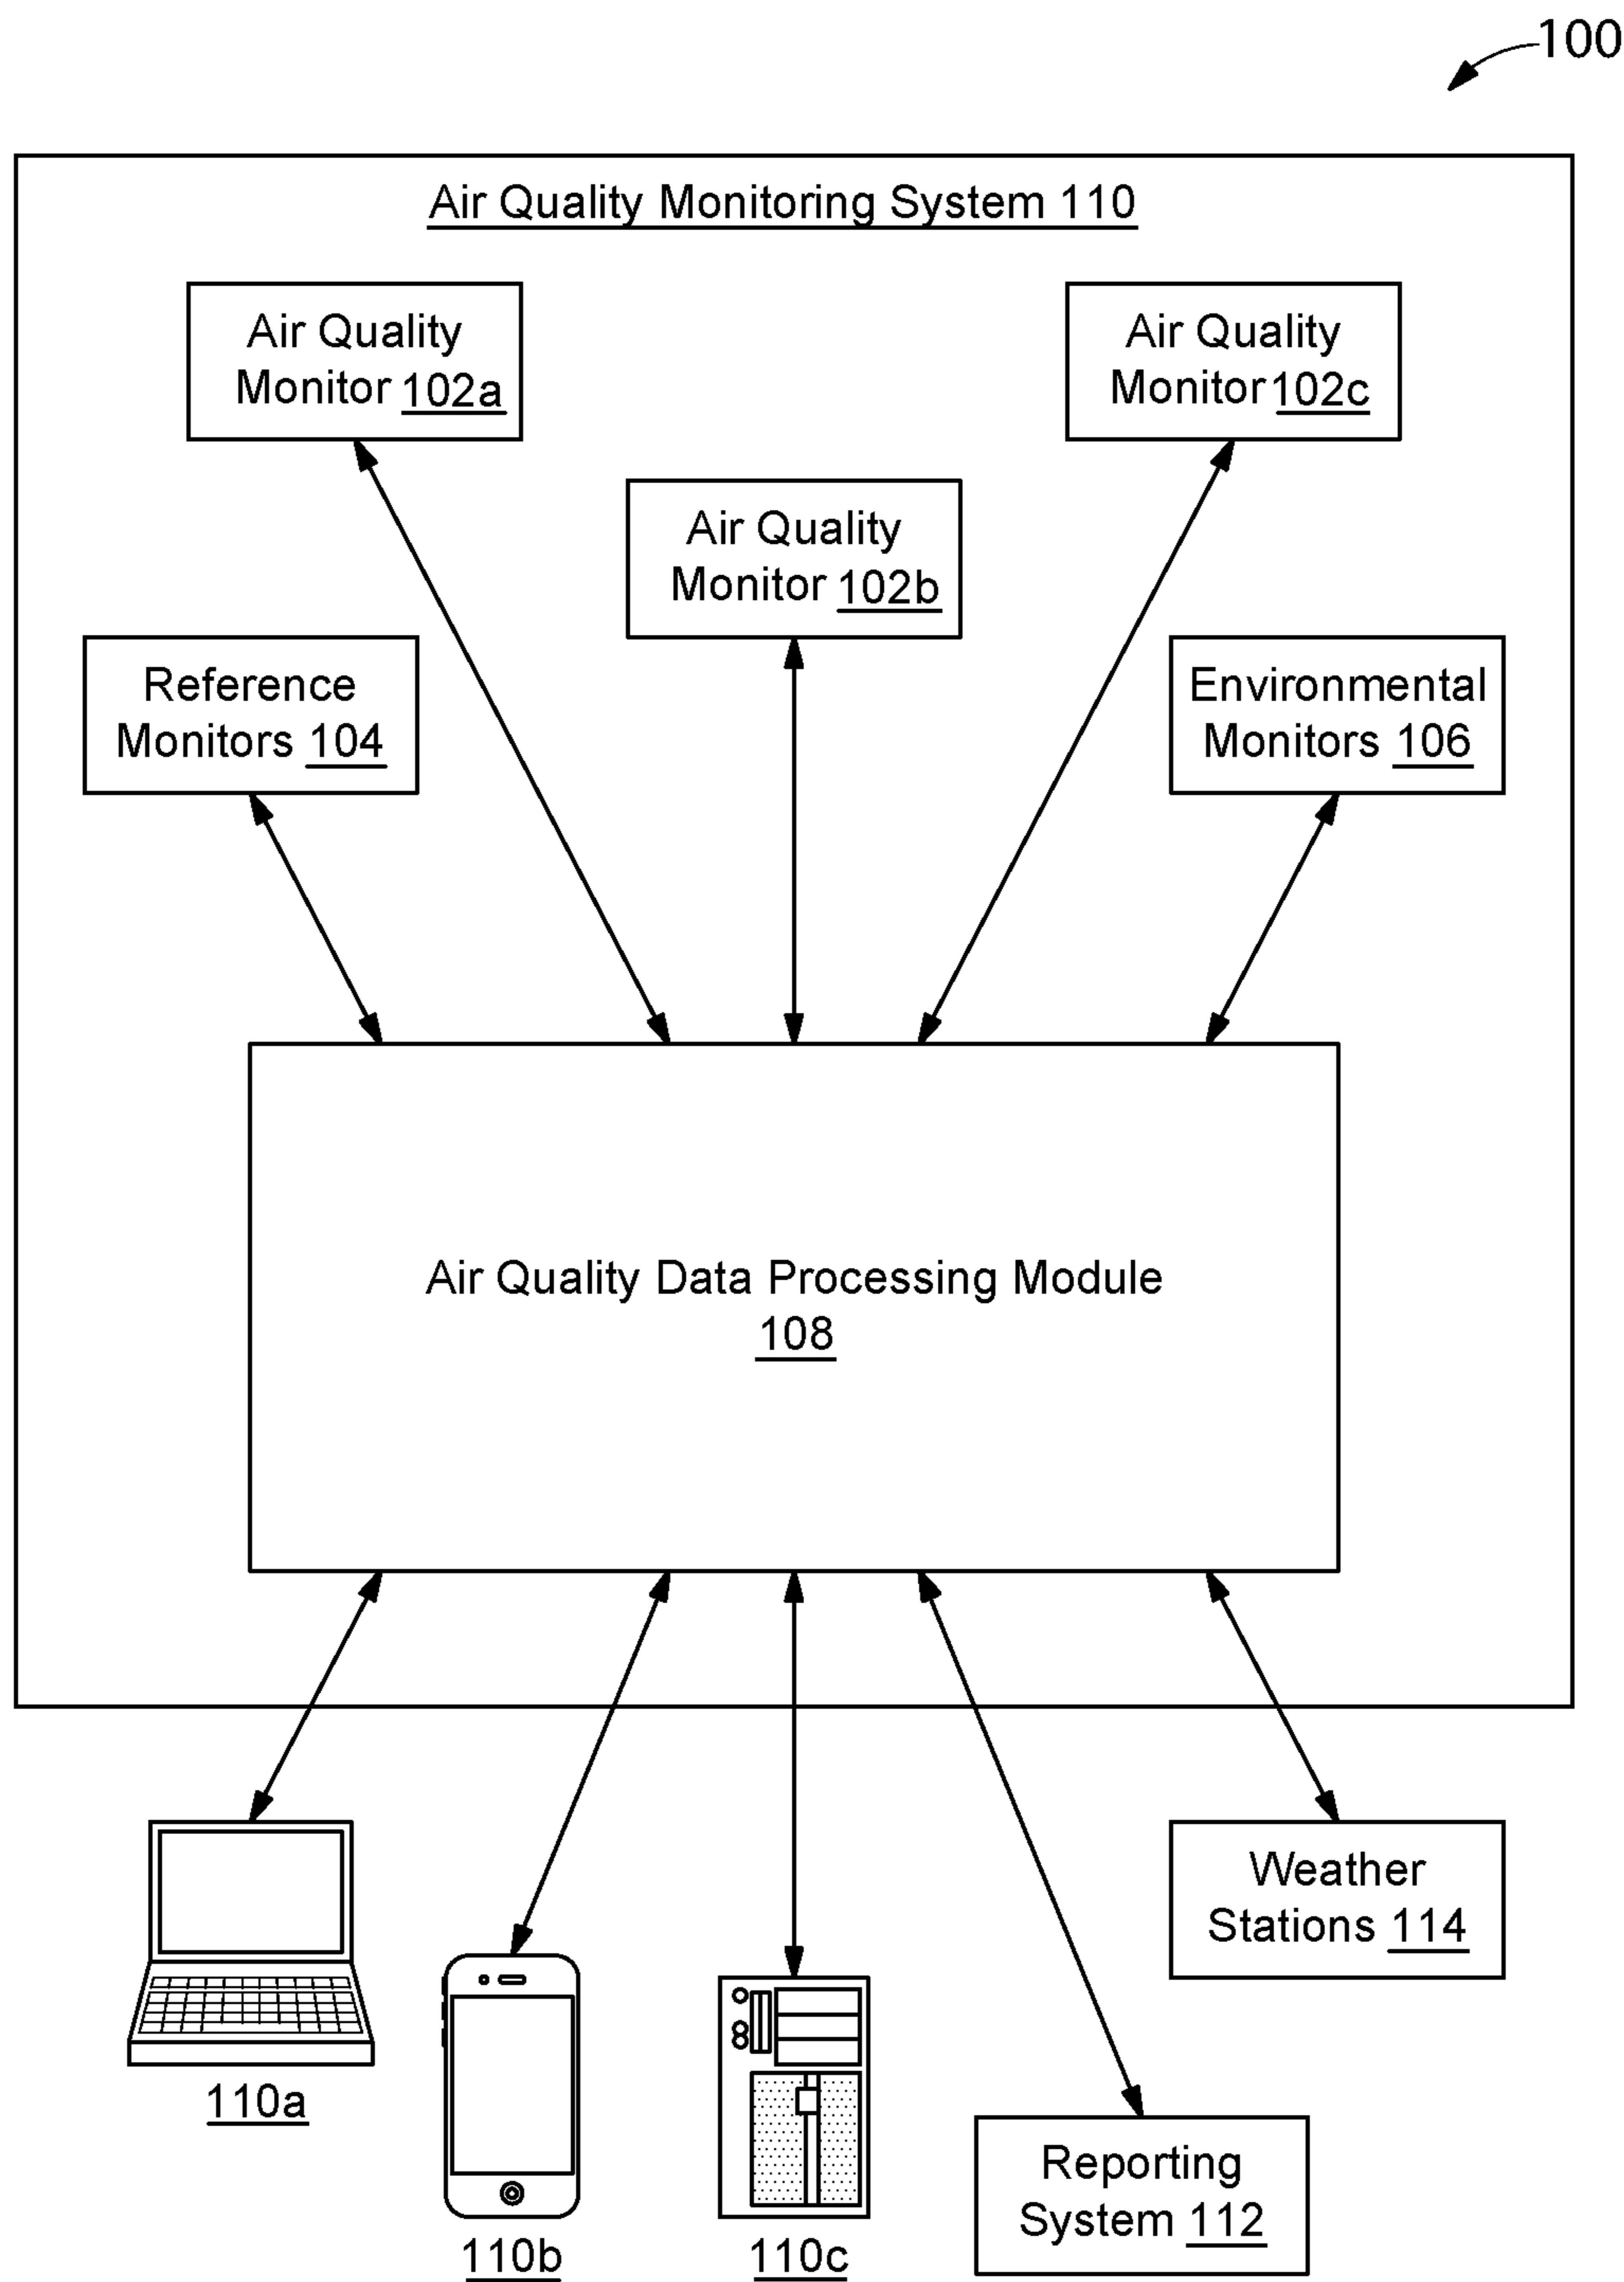 100
Air Quality Monitoring System 110
Air Quality
Monitor 102a
Air Quality
Monitor 102c
Air Quality
Monitor 102b
Reference
Monitors 104
Environmental
Monitors 106
Air Quality Data Processing Module
108
Weather
Stations 114
110a
Reporting
System 112
110b
110c